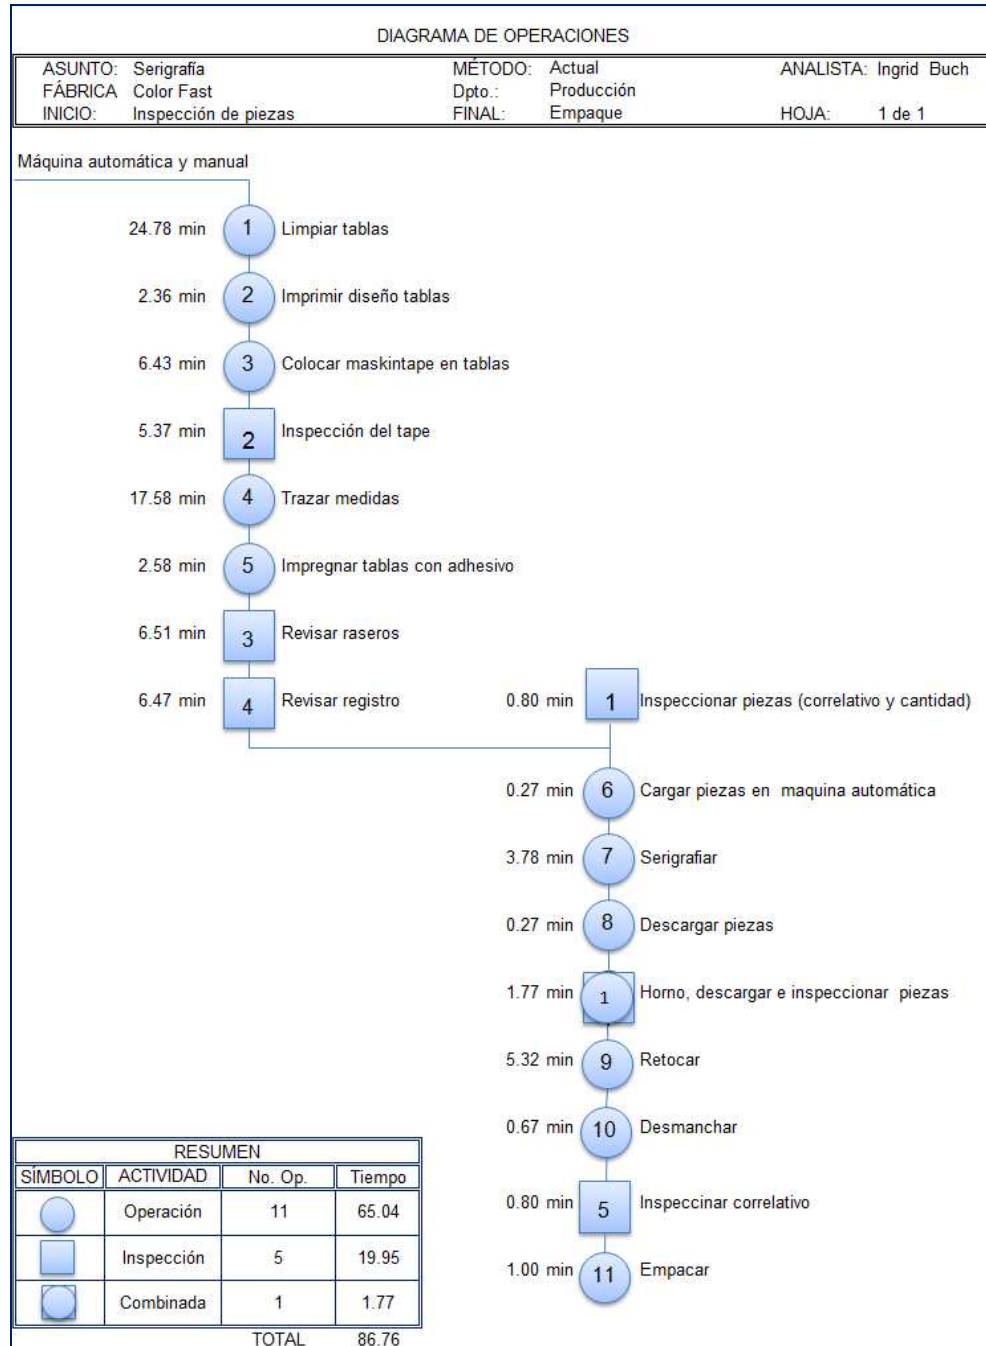 DIAGRAMA DE OPERACIONES
ASUNTO: Serigrafía MÉTODO: Actual ANALISTA: Ingrid Buch
FÁBRICA Color Fast Dpto.: Producción
INICIO: Inspección de piezas FINAL: Empaque HOJA: 1 de 1
Máquina automática y manual
24.78 min 1 Limpiar tablas
2.36 min 2 Imprimir diseño tablas
6.43 min 3 Colocar maskintape en tablas
5.37 min 2 Inspección del tape
17.58 min 4 Trazar medidas
2.58 min 5 Impregnar tablas con adhesivo
6.51 min 3 Revisar raseros
6.47 min 4 Revisar registro
0.80 min 1 Inspeccionar piezas (correlativo y cantidad)
0.27 min 6 Cargar piezas en maquina automática
3.78 min 7 Serigrafiar
0.27 min 8 Descargar piezas
1.77 min 1 Horno, descargar e inspeccionar piezas
5.32 min 9 Retocar
0.67 min 10 Desmanchar
0.80 min 5 Inspeccinar correlativo
1.00 min 11 Empacar
RESUMEN
SÍMBOLO ACTIVIDAD No. Op. Tiempo
Operación 11 65.04
Inspección 5 19.95
Combinada 1 1.77
TOTAL 86.76